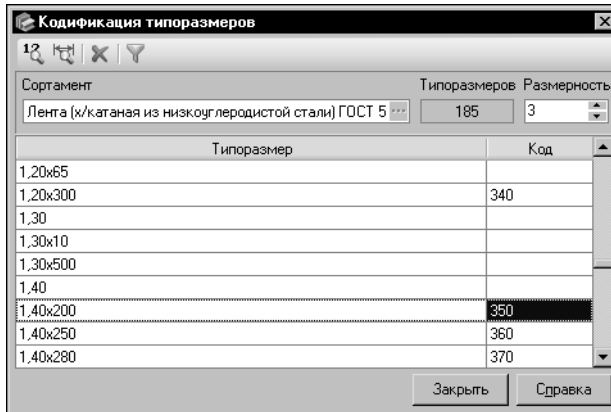 Кодификация типоразмеров
Сортамент Типоразмеров Размерность
Лента (х/катаная из низкоуглеродистой стали) ГОСТ 5 ... 185 3
Типоразмер Код
1,20x65
1,20x300 340
1,30
1,30x10
1,30x500
1,40
1,40x200 350
1,40x250 360
1,40x280 370
Закрыть Справка